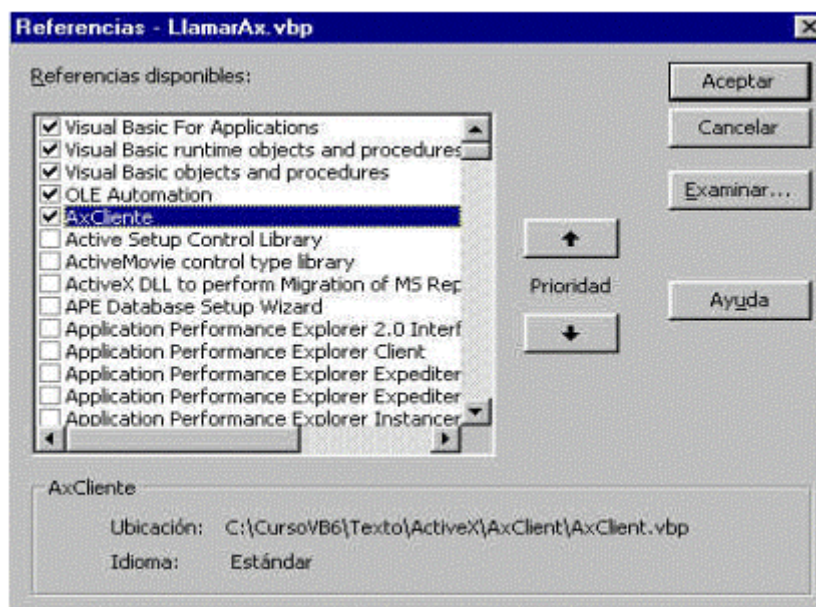 Referencias - LlamarAx.vbp
Referencias disponibles:
Visual Basic For Applications
Visual Basic runtime objects and procedures
Visual Basic objects and procedures
OLE Automation
AxCliente
Active Setup Control Library
ActiveMovie control type library
ActiveX DLL to perform Migration of MS Rep
APE Database Setup Wizard
Application Performance Explorer 2.0 Interf
Application Performance Explorer Client
Application Performance Explorer Expediter
Application Performance Explorer Expediter
Application Performance Explorer Instancer
Prioridad
Aceptar
Cancelar
Examinar...
Ayuda
AxCliente
Ubicación: C:\CursoVB6\Texto\ActiveX\AxClient\AxClient.vbp
Idioma: Estándar